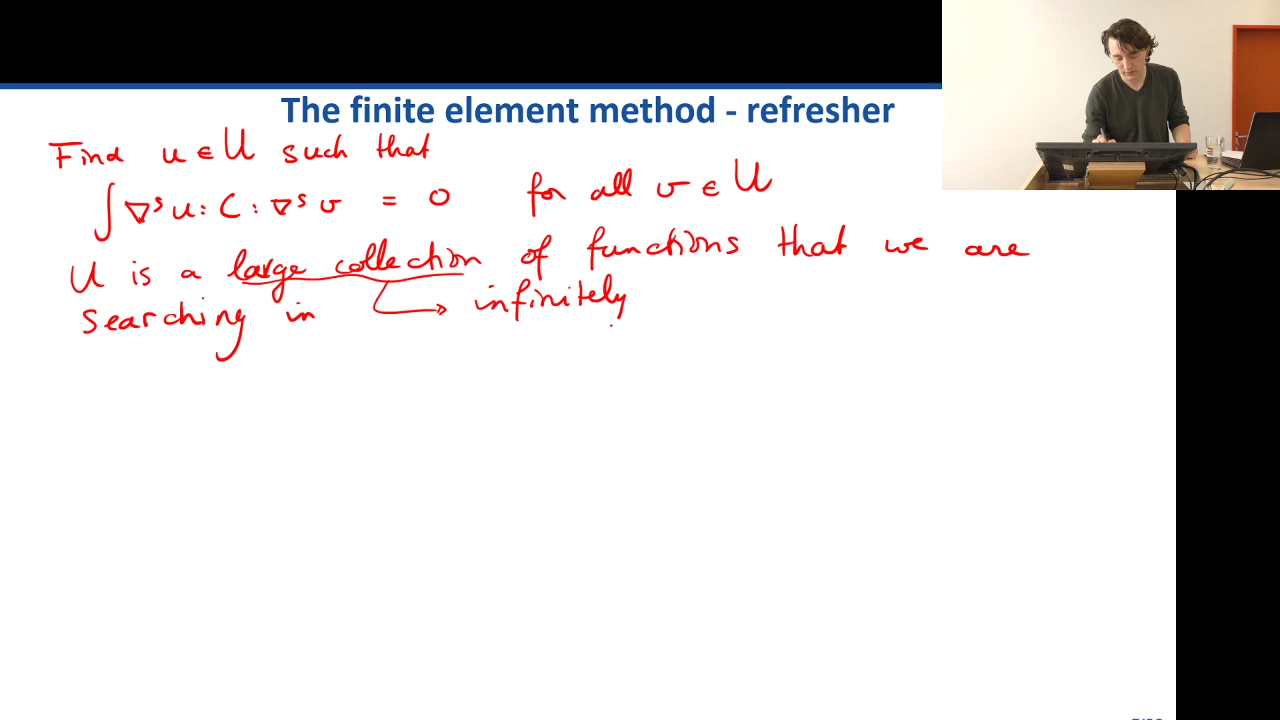 The finite element method - refresher
Find u ∈ U such that
∫ ∇ˢu : C : ∇ˢv = 0 for all v ∈ U
U is a large collection of functions that we are
searching in ↳ infinitely